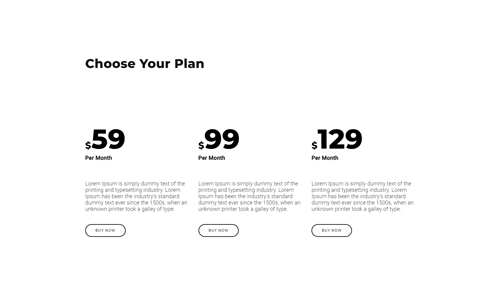 Choose Your Plan
$59
Per Month
Lorem Ipsum is simply dummy text of the
printing and typesetting industry. Lorem
Ipsum has been the industry's standard
dummy text ever since the 1500s, when an
unknown printer took a galley of type.
BUY NOW
$99
Per Month
Lorem Ipsum is simply dummy text of the
printing and typesetting industry. Lorem
Ipsum has been the industry's standard
dummy text ever since the 1500s, when an
unknown printer took a galley of type.
BUY NOW
$129
Per Month
Lorem Ipsum is simply dummy text of the
printing and typesetting industry. Lorem
Ipsum has been the industry's standard
dummy text ever since the 1500s, when an
unknown printer took a galley of type.
BUY NOW